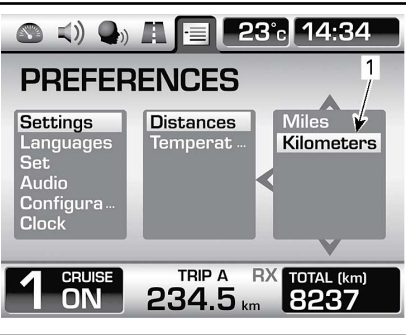 23°c 14:34
1
PREFERENCES
Settings
Languages
Set
Audio
Configura ...
Clock
Distances
Temperat ...
Miles
Kilometers
1 CRUISE ON
TRIP A
234.5 km
RX
TOTAL (km)
8237